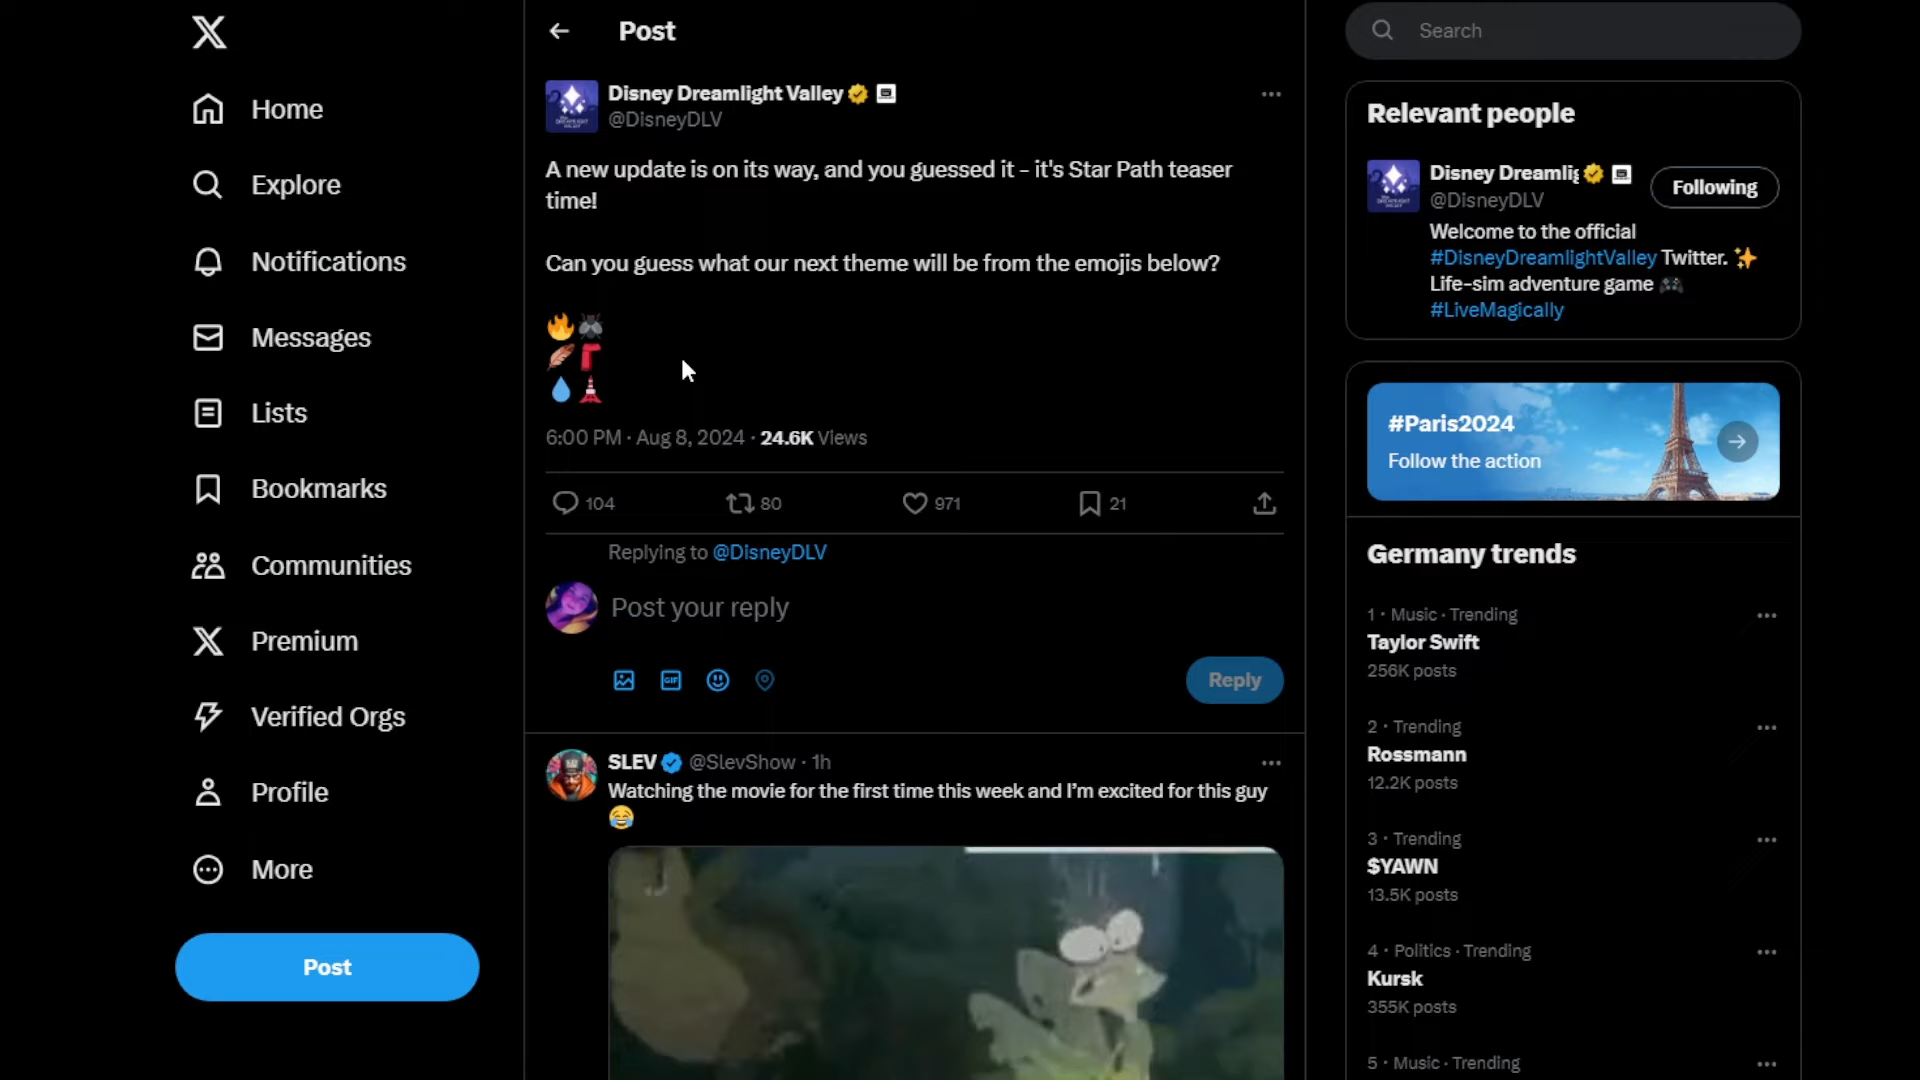 Home
Explore
Notifications
Messages
Lists
Bookmarks
Communities
Premium
Verified Orgs
Profile
More
Post
Post
Disney Dreamlight Valley
@DisneyDLV
A new update is on its way, and you guessed it – it's Star Path teaser
time!
Can you guess what our next theme will be from the emojis below?
🔥🪰
🪶🧣
💧🗼
6:00 PM · Aug 8, 2024 · 24.6K Views
104 80 971 21
Replying to @DisneyDLV
Post your reply
GIF
Reply
SLEV @SlevShow · 1h
Watching the movie for the first time this week and I'm excited for this guy
😂
Search
Relevant people
Disney Dreamlig
@DisneyDLV
Following
Welcome to the official
#DisneyDreamlightValley Twitter. ✨
Life-sim adventure game 🎮
#LiveMagically
#Paris2024
Follow the action
Germany trends
1 · Music · Trending
Taylor Swift
256K posts
2 · Trending
Rossmann
12.2K posts
3 · Trending
$YAWN
13.5K posts
4 · Politics · Trending
Kursk
355K posts
5 · Music · Trending